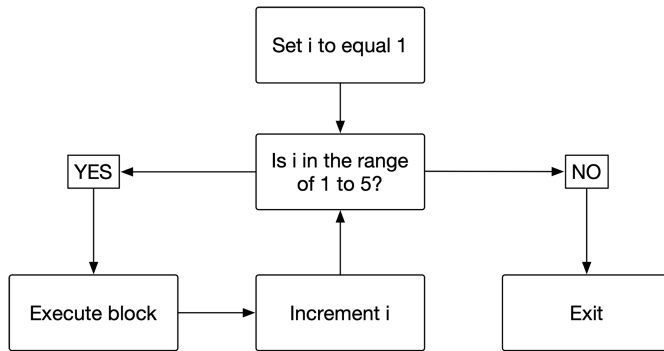 Set i to equal 1
Is i in the range
of 1 to 5?
YES
NO
Execute block
Increment i
Exit